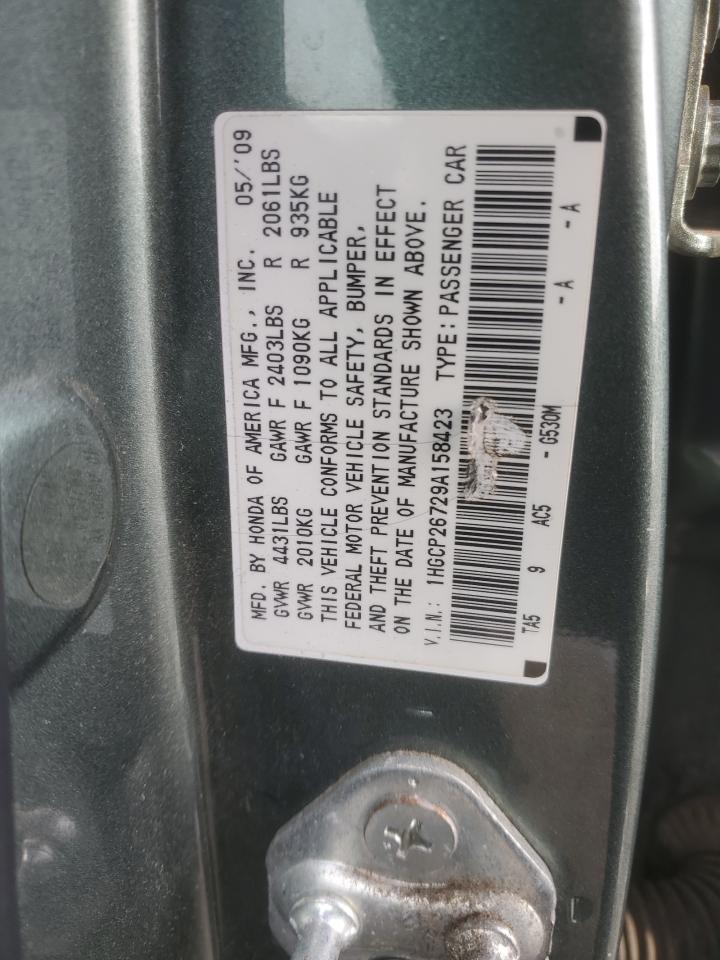 MFD. BY HONDA OF AMERICA MFG., INC. 05/'09
GVWR 4431LBS GAWR F 2403LBS R 2061LBS
GVWR 2010KG GAWR F 1090KG R 935KG
THIS VEHICLE CONFORMS TO ALL APPLICABLE
FEDERAL MOTOR VEHICLE SAFETY, BUMPER,
AND THEFT PREVENTION STANDARDS IN EFFECT
ON THE DATE OF MANUFACTURE SHOWN ABOVE.
V.I.N.: 1HGCP26729A158423 TYPE: PASSENGER CAR
TA5 9 AC5 - G530M - A - A